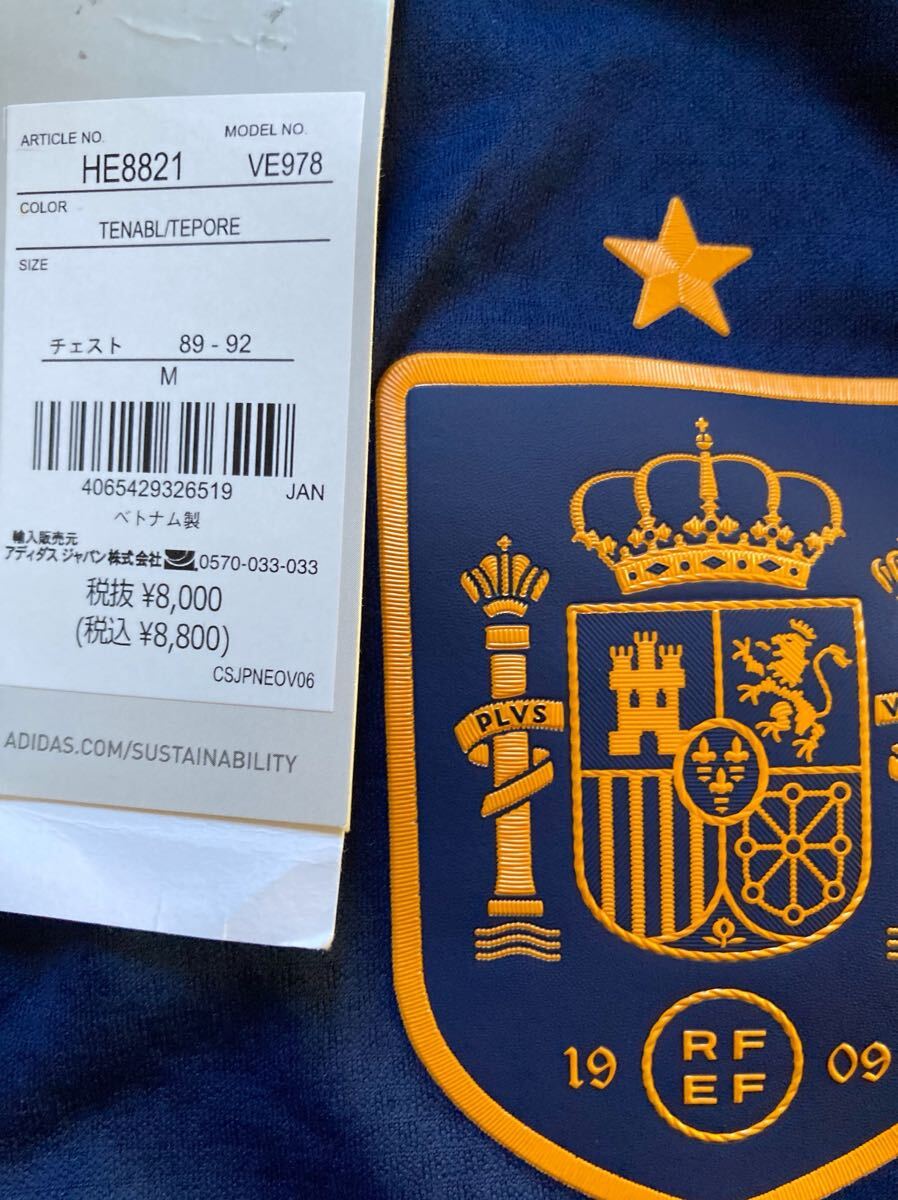 ARTICLE NO. MODEL NO.
HE8821 VE978
COLOR
TENABL/TEPORE
SIZE
チェスト 89 - 92
M
4065429326519 JAN
ベトナム製
輸入販売元
アディダス ジャパン株式会社 0570-033-033
税抜 ¥8,000
(税込 ¥8,800)
CSJPNEOV06
ADIDAS.COM/SUSTAINABILITY
PLVS
V
19 RF 09
EF